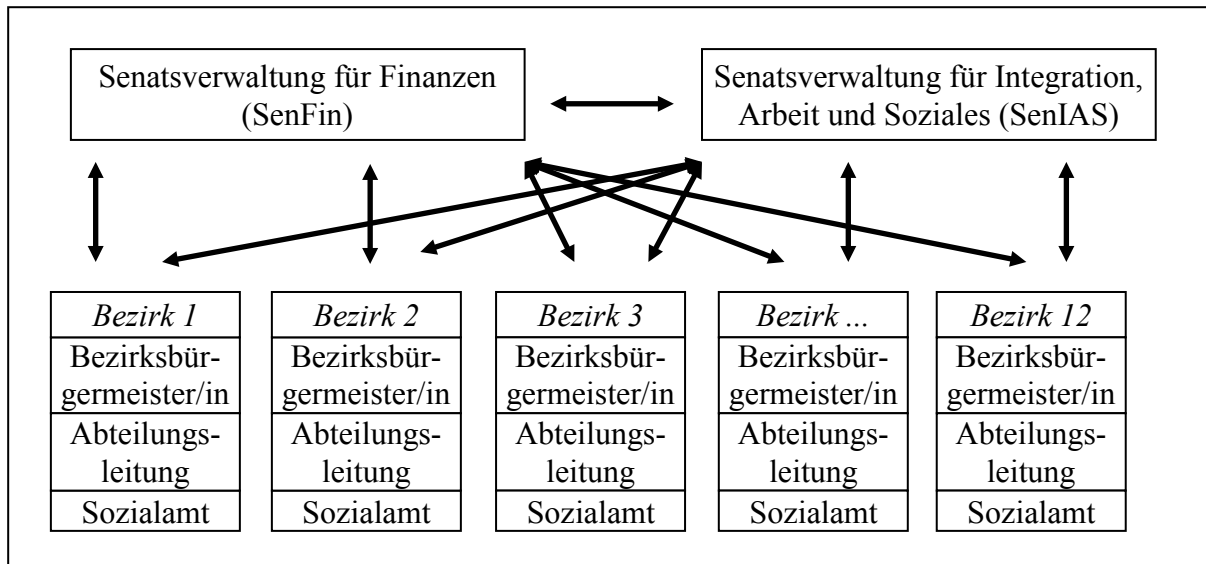 Senatsverwaltung für Finanzen
(SenFin)
Senatsverwaltung für Integration,
Arbeit und Soziales (SenIAS)
Bezirk 1
Bezirksbür-
germeister/in
Abteilungs-
leitung
Sozialamt
Bezirk 2
Bezirksbür-
germeister/in
Abteilungs-
leitung
Sozialamt
Bezirk 3
Bezirksbür-
germeister/in
Abteilungs-
leitung
Sozialamt
Bezirk ...
Bezirksbür-
germeister/in
Abteilungs-
leitung
Sozialamt
Bezirk 12
Bezirksbür-
germeister/in
Abteilungs-
leitung
Sozialamt